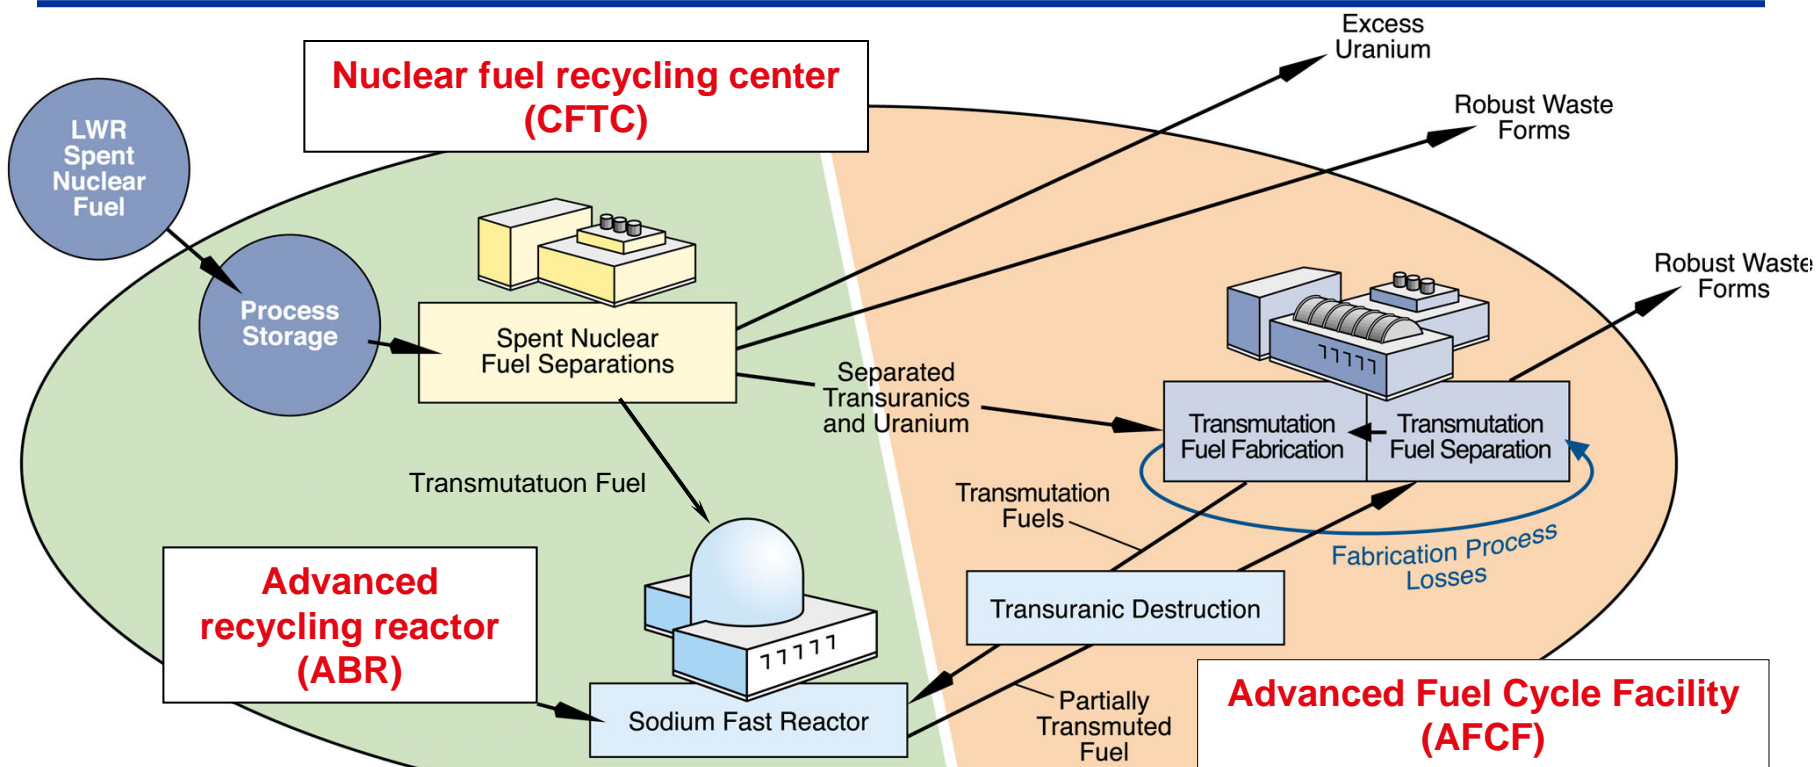 Nuclear fuel recycling center
(CFTC)
Excess
Uranium
Robust Waste
Forms
LWR
Spent
Nuclear
Fuel
Process
Storage
Spent Nuclear
Fuel Separations
Separated
Transuranics
and Uranium
Robust Waste
Forms
Transmutation
Fuel Fabrication
Transmutation
Fuel Separation
Transmutatuon Fuel
Transmutation
Fuels
Fabrication Process
Losses
Advanced
recycling reactor
(ABR)
Transuranic Destruction
Sodium Fast Reactor
Partially
Transmuted
Fuel
Advanced Fuel Cycle Facility
(AFCF)